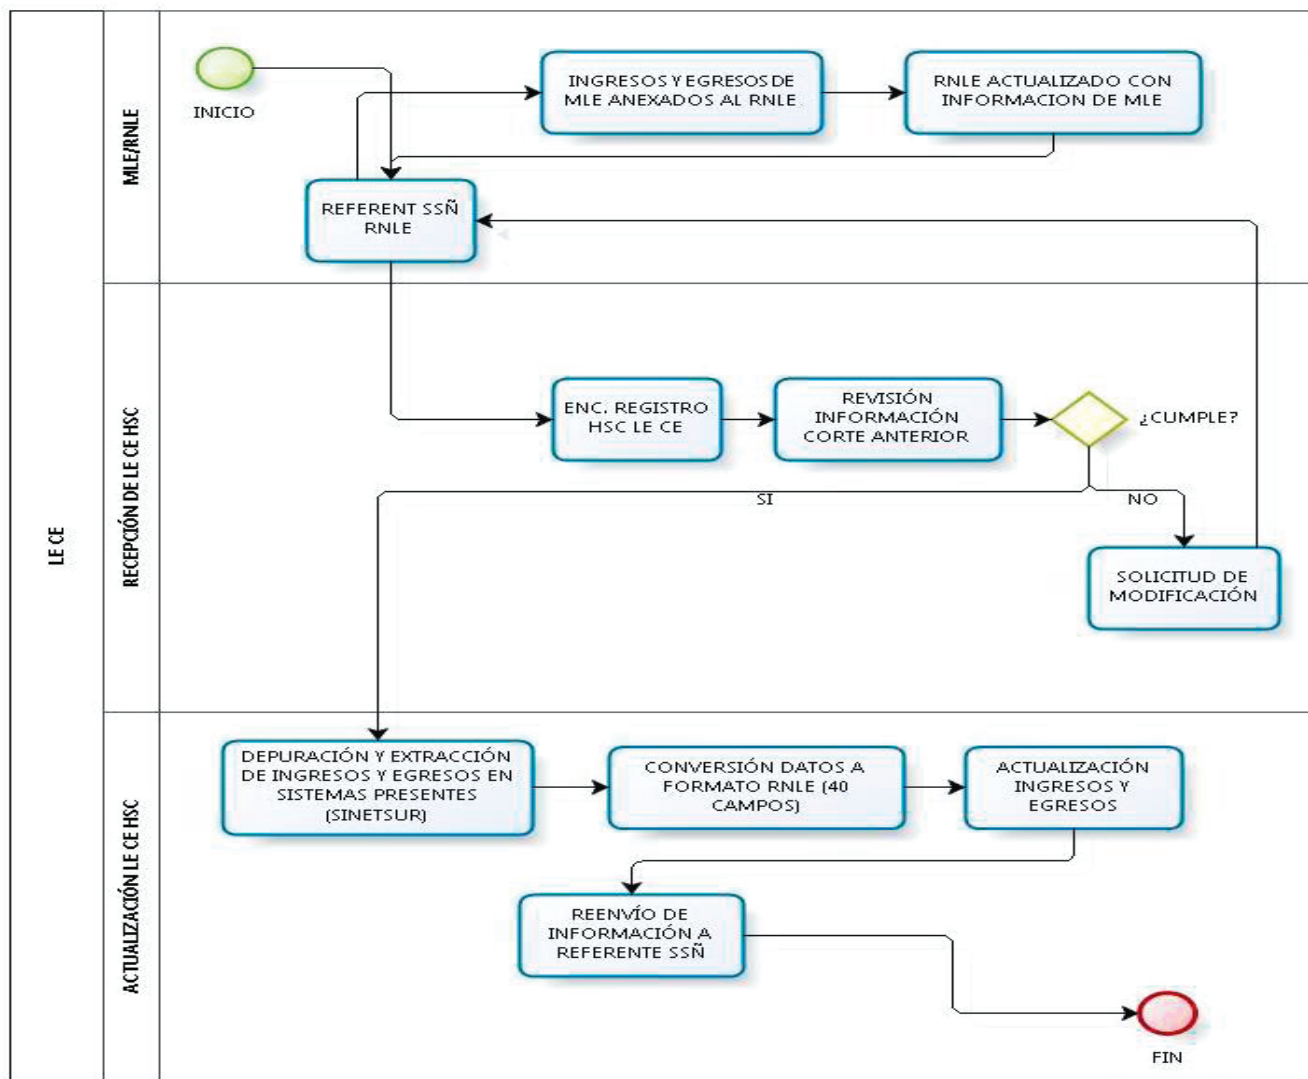 LE CE
MLE/RNLE
INICIO
INGRESOS Y EGRESOS DE
MLE ANEXADOS AL RNLE.
RNLE ACTUALIZADO CON
INFORMACION DE MLE
REFERENT SSÑ
RNLE
RECEPCIÓN DE LE CE HSC
ENC. REGISTRO
HSC LE CE
REVISIÓN
INFORMACIÓN
CORTE ANTERIOR
¿CUMPLE?
SI
NO
SOLICITUD DE
MODIFICACIÓN
ACTUALIZACIÓN LE CE HSC
DEPURACIÓN Y EXTRACCIÓN
DE INGRESOS Y EGRESOS EN
SISTEMAS PRESENTES
(SINETSUR)
CONVERSIÓN DATOS A
FORMATO RNLE (40
CAMPOS)
ACTUALIZACIÓN
INGRESOS Y
EGRESOS
REENVÍO DE
INFORMACIÓN A
REFERENTE SSÑ
FIN